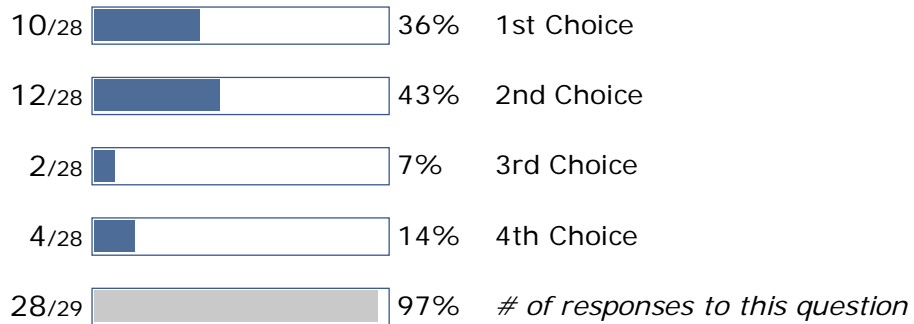 10/28 36% 1st Choice
12/28 43% 2nd Choice
2/28 7% 3rd Choice
4/28 14% 4th Choice
28/29 97% # of responses to this question